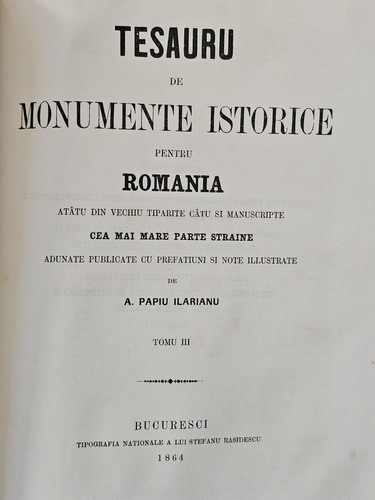 TESAURU
DE
MONUMENTE ISTORICE
PENTRU
ROMANIA
ATÂTU DIN VECHIU TIPARITE CÂTU SI MANUSCRIPTE
CEA MAI MARE PARTE STRAINE
ADUNATE PUBLICATE CU PREFATIUNI SI NOTE ILLUSTRATE
DE
A. PAPIU ILARIANU
TOMU III
BUCURESCI
TIPOGRAFIA NATIONALE A LUI STEFANU RASIDESCU
1864